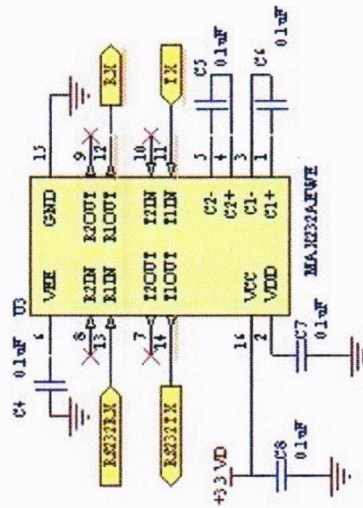 U3
MAX232AEWE
C4
0.1uF
6
VEE
GND
15
8
R2IN
R2OUT
9
13
R1IN
R1OUT
12
RS232RX
RX
7
T2OUT
T2IN
10
14
T1OUT
T1IN
11
RS232TX
TX
16
VCC
C2-
5
C2+
4
C5
0.1uF
2
VDD
C1-
3
C1+
1
C6
0.1uF
+3.3VD
C8
0.1uF
C7
0.1uF